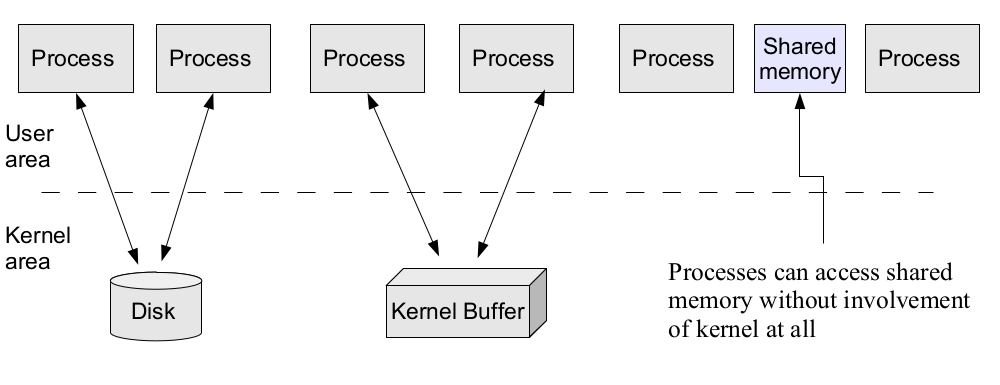 Process
Process
Process
Process
Process
Shared
memory
Process
User
area
Kernel
area
Disk
Kernel Buffer
Processes can access shared
memory without involvement
of kernel at all